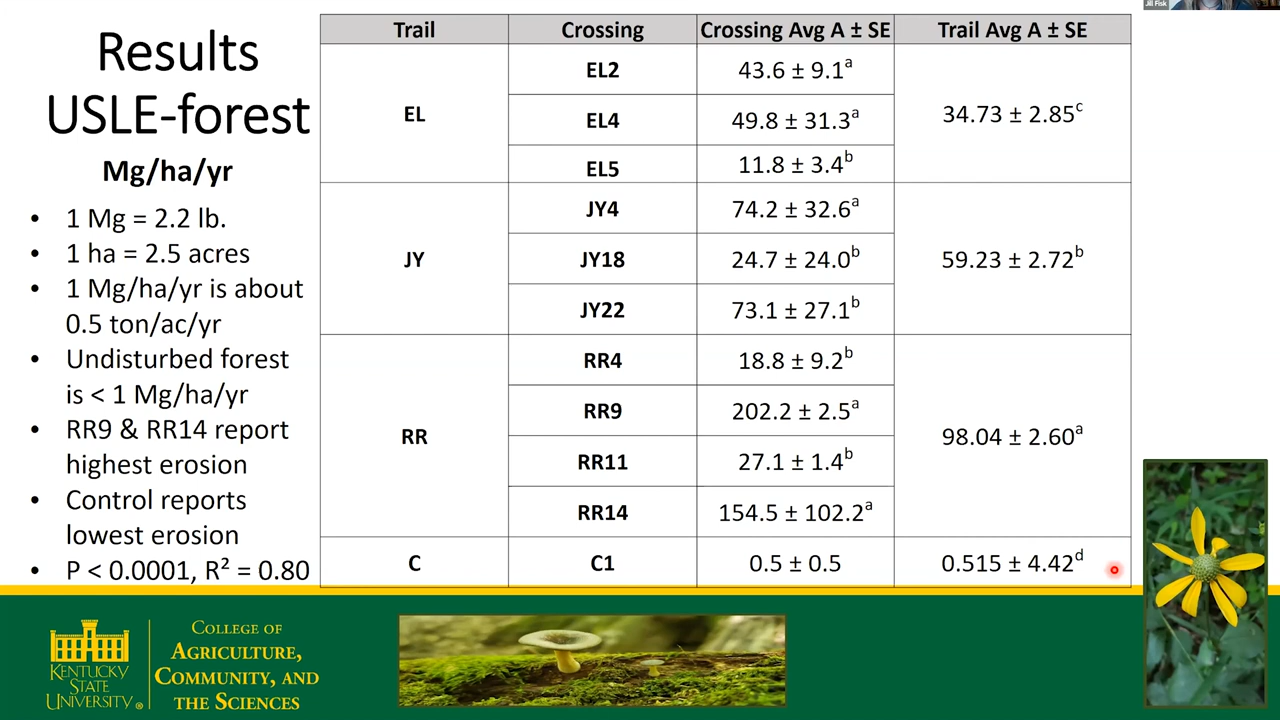 Results
USLE-forest
Mg/ha/yr
• 1 Mg = 2.2 lb.
• 1 ha = 2.5 acres
• 1 Mg/ha/yr is about
0.5 ton/ac/yr
• Undisturbed forest
is < 1 Mg/ha/yr
• RR9 & RR14 report
highest erosion
• Control reports
lowest erosion
• P < 0.0001, R² = 0.80
Trail Crossing Crossing Avg A ± SE Trail Avg A ± SE
EL
EL2 43.6 ± 9.1ᵃ
EL4 49.8 ± 31.3ᵃ
EL5 11.8 ± 3.4ᵇ
34.73 ± 2.85ᶜ
JY
JY4 74.2 ± 32.6ᵃ
JY18 24.7 ± 24.0ᵇ
JY22 73.1 ± 27.1ᵇ
59.23 ± 2.72ᵇ
RR
RR4 18.8 ± 9.2ᵇ
RR9 202.2 ± 2.5ᵃ
RR11 27.1 ± 1.4ᵇ
RR14 154.5 ± 102.2ᵃ
98.04 ± 2.60ᵃ
C C1 0.5 ± 0.5 0.515 ± 4.42ᵈ
Jill Fisk
KENTUCKY
STATE
UNIVERSITY®
COLLEGE OF
AGRICULTURE,
COMMUNITY, AND
THE SCIENCES